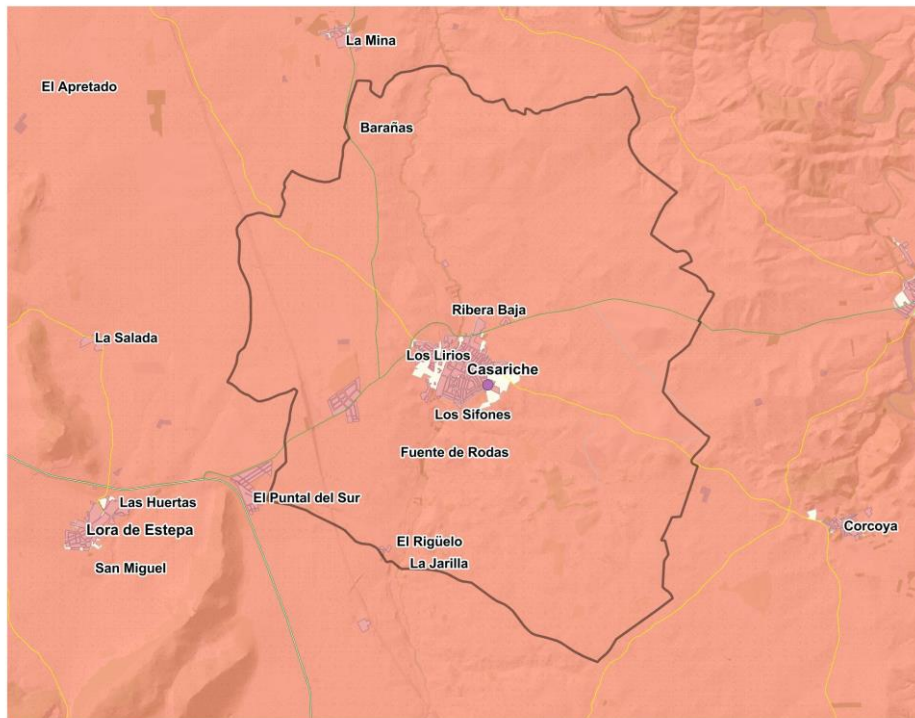 La Mina
El Apretado
Barañas
Ribera Baja
La Salada
Los Lirios
Casariche
Los Sifones
Fuente de Rodas
El Puntal del Sur
Las Huertas
Lora de Estepa
Corcoya
El Rigüelo
La Jarilla
San Miguel